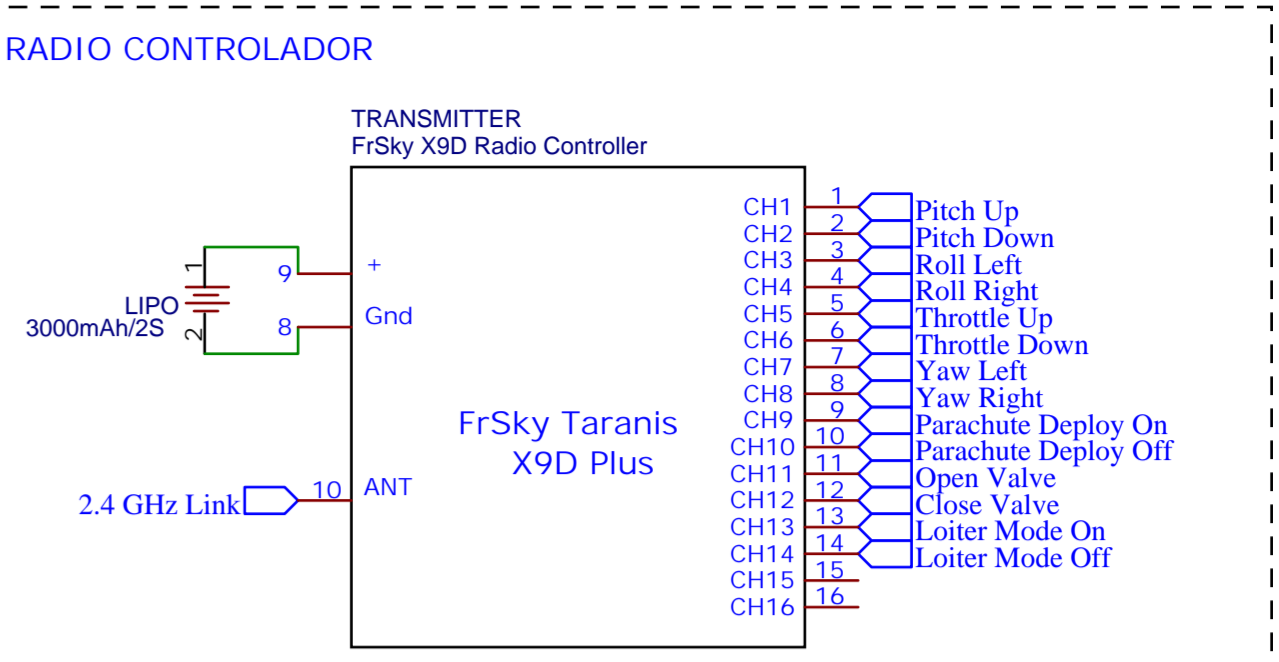 RADIO CONTROLADOR
TRANSMITTER
FrSky X9D Radio Controller
CH1 1 Pitch Up
CH2 2 Pitch Down
CH3 3 Roll Left
CH4 4 Roll Right
CH5 5 Throttle Up
CH6 6 Throttle Down
CH7 7 Yaw Left
CH8 8 Yaw Right
CH9 9 Parachute Deploy On
CH10 10 Parachute Deploy Off
CH11 11 Open Valve
CH12 12 Close Valve
CH13 13 Loiter Mode On
CH14 14 Loiter Mode Off
CH15 15
CH16 16
1
9 +
LIPO
3000mAh/2S
2
8 Gnd
FrSky Taranis
X9D Plus
2.4 GHz Link 10 ANT